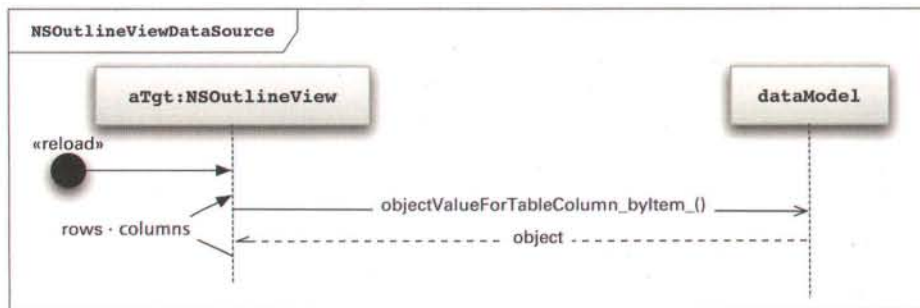 NSOutlineViewDataSource
aTgt:NSOutlineView
dataModel
«reload»
objectValueForTableColumn_byItem_()
rows · columns
object